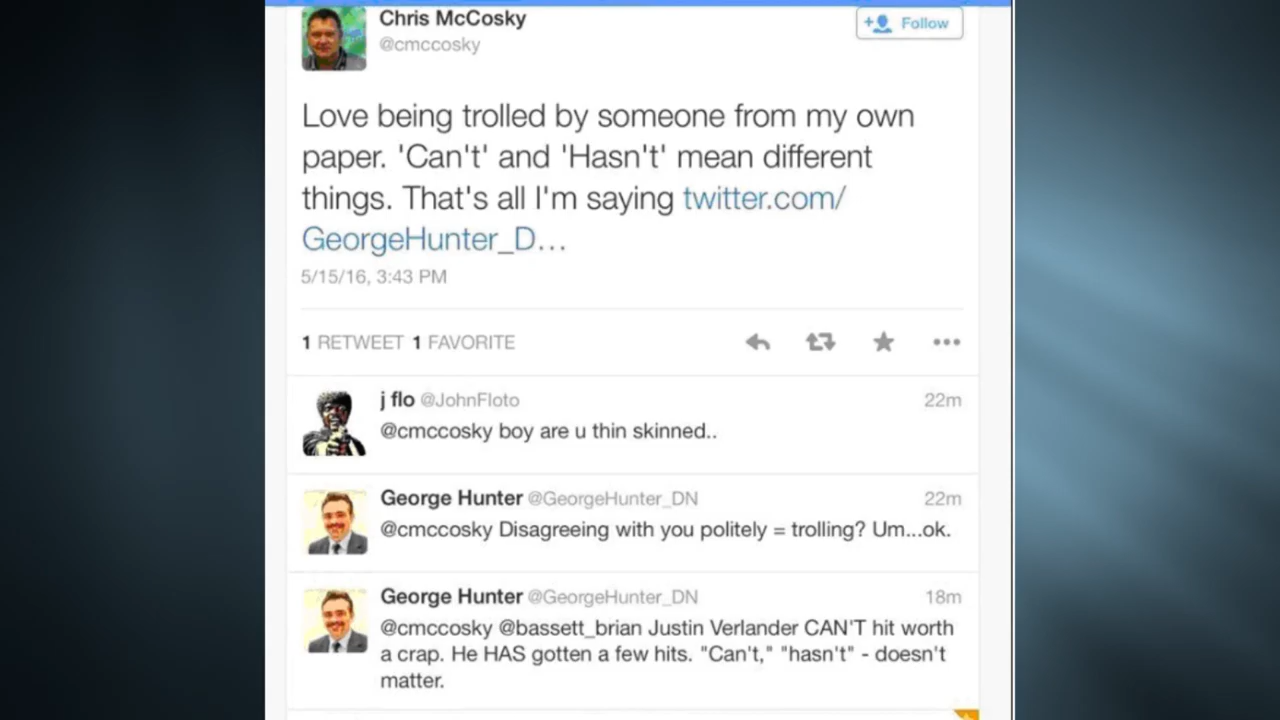 Chris McCosky
@cmccosky
Follow
Love being trolled by someone from my own
paper. 'Can't' and 'Hasn't' mean different
things. That's all I'm saying twitter.com/
GeorgeHunter_D...
5/15/16, 3:43 PM
1 RETWEET 1 FAVORITE
j flo @JohnFloto 22m
@cmccosky boy are u thin skinned..
George Hunter @GeorgeHunter_DN 22m
@cmccosky Disagreeing with you politely = trolling? Um...ok.
George Hunter @GeorgeHunter_DN 18m
@cmccosky @bassett_brian Justin Verlander CAN'T hit worth
a crap. He HAS gotten a few hits. "Can't," "hasn't" - doesn't
matter.